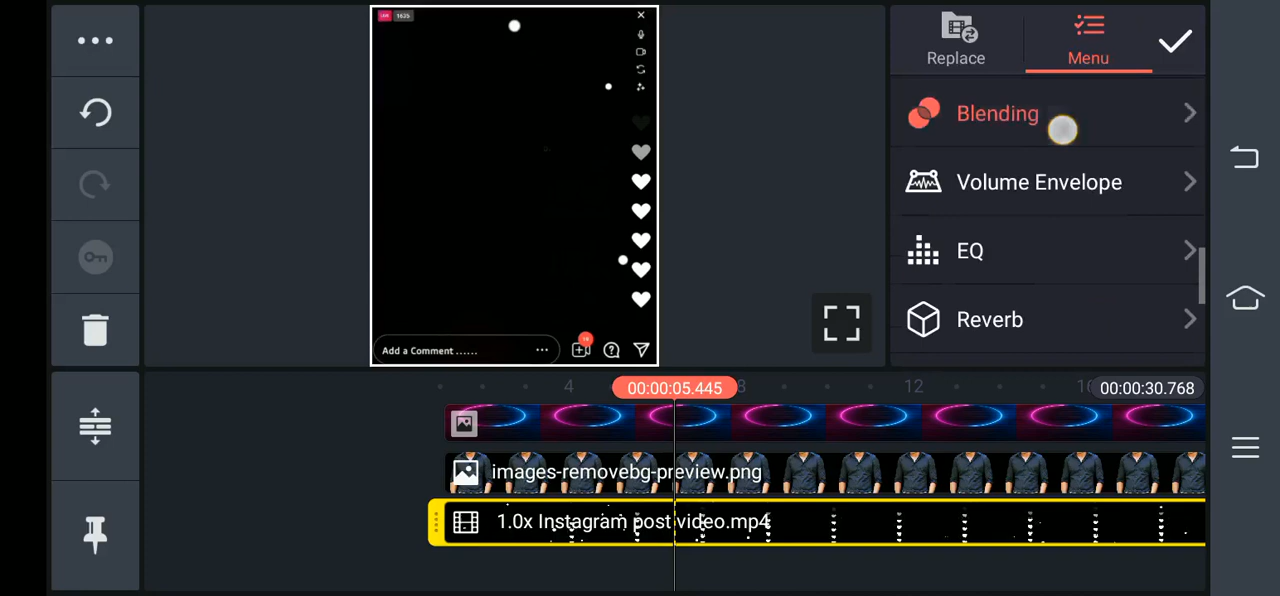 1625
Replace
Menu
Blending
Volume Envelope
EQ
Reverb
Add a Comment ......
00:00:05.445
4
8
12
00:00:30.768
images-removebg-preview.png
1.0x Instagram post video.mp4